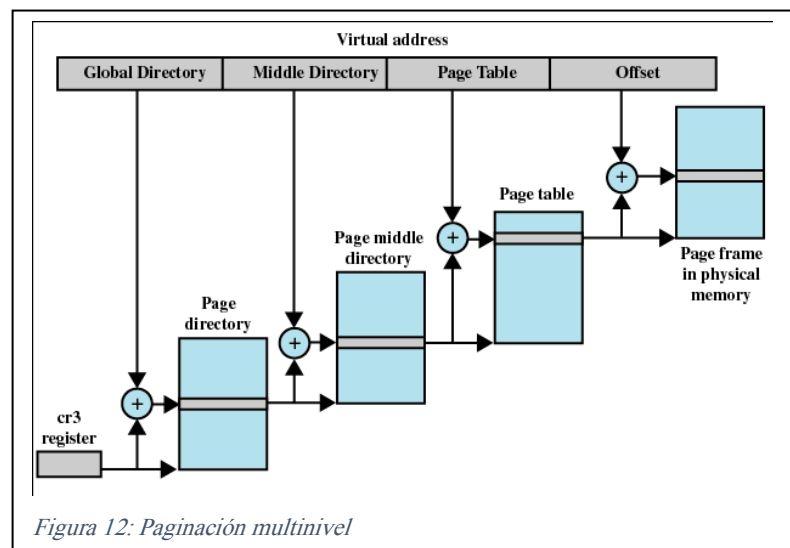 Virtual address
Global Directory
Middle Directory
Page Table
Offset
Page table
Page middle
directory
Page frame
in physical
memory
Page
directory
cr3
register
+
+
+
+
Figura 12: Paginación multinivel